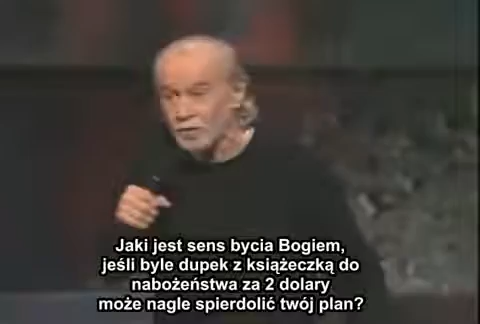 Jaki jest sens bycia Bogiem,
jeśli byle dupek z książeczką do
nabożeństwa za 2 dolary
może nagle spierdolić twój plan?